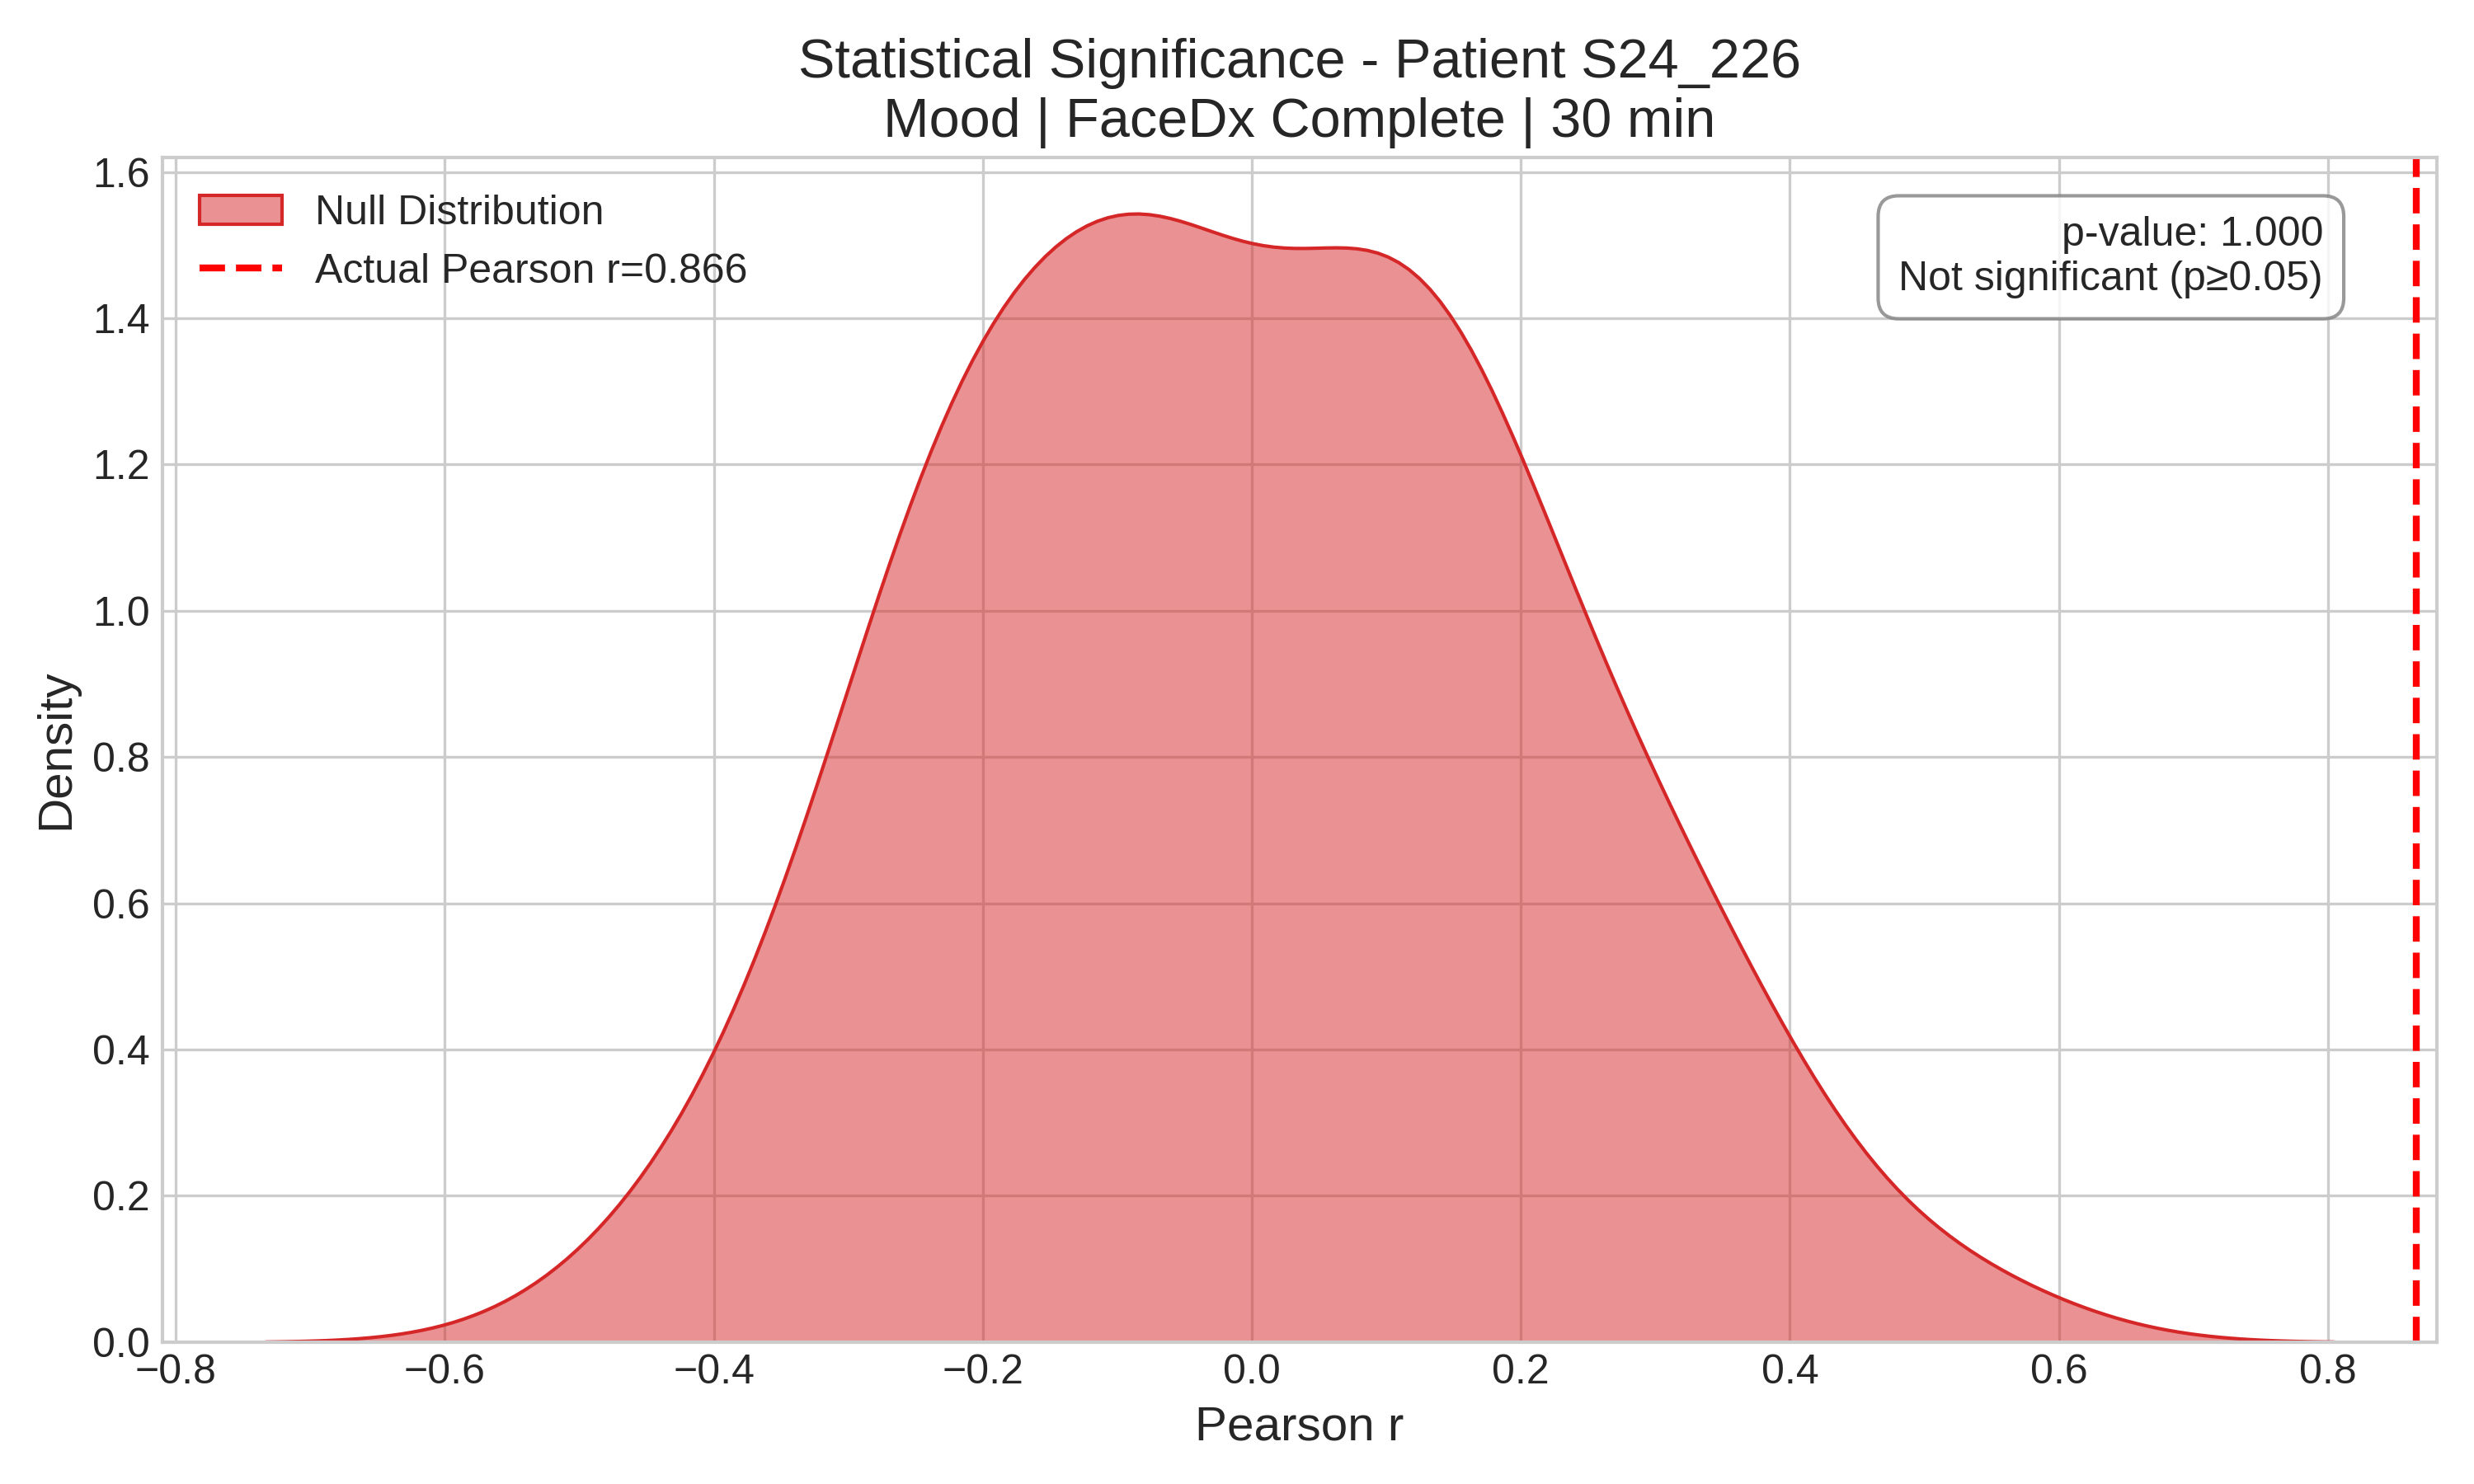 Statistical Significance - Patient S24_226
Mood | FaceDx Complete | 30 min
Null Distribution
Actual Pearson r=0.866
p-value: 1.000
Not significant (p≥0.05)
Density
1.6
1.4
1.2
1.0
0.8
0.6
0.4
0.2
0.0
−0.8 −0.6 −0.4 −0.2 0.0 0.2 0.4 0.6 0.8
Pearson r